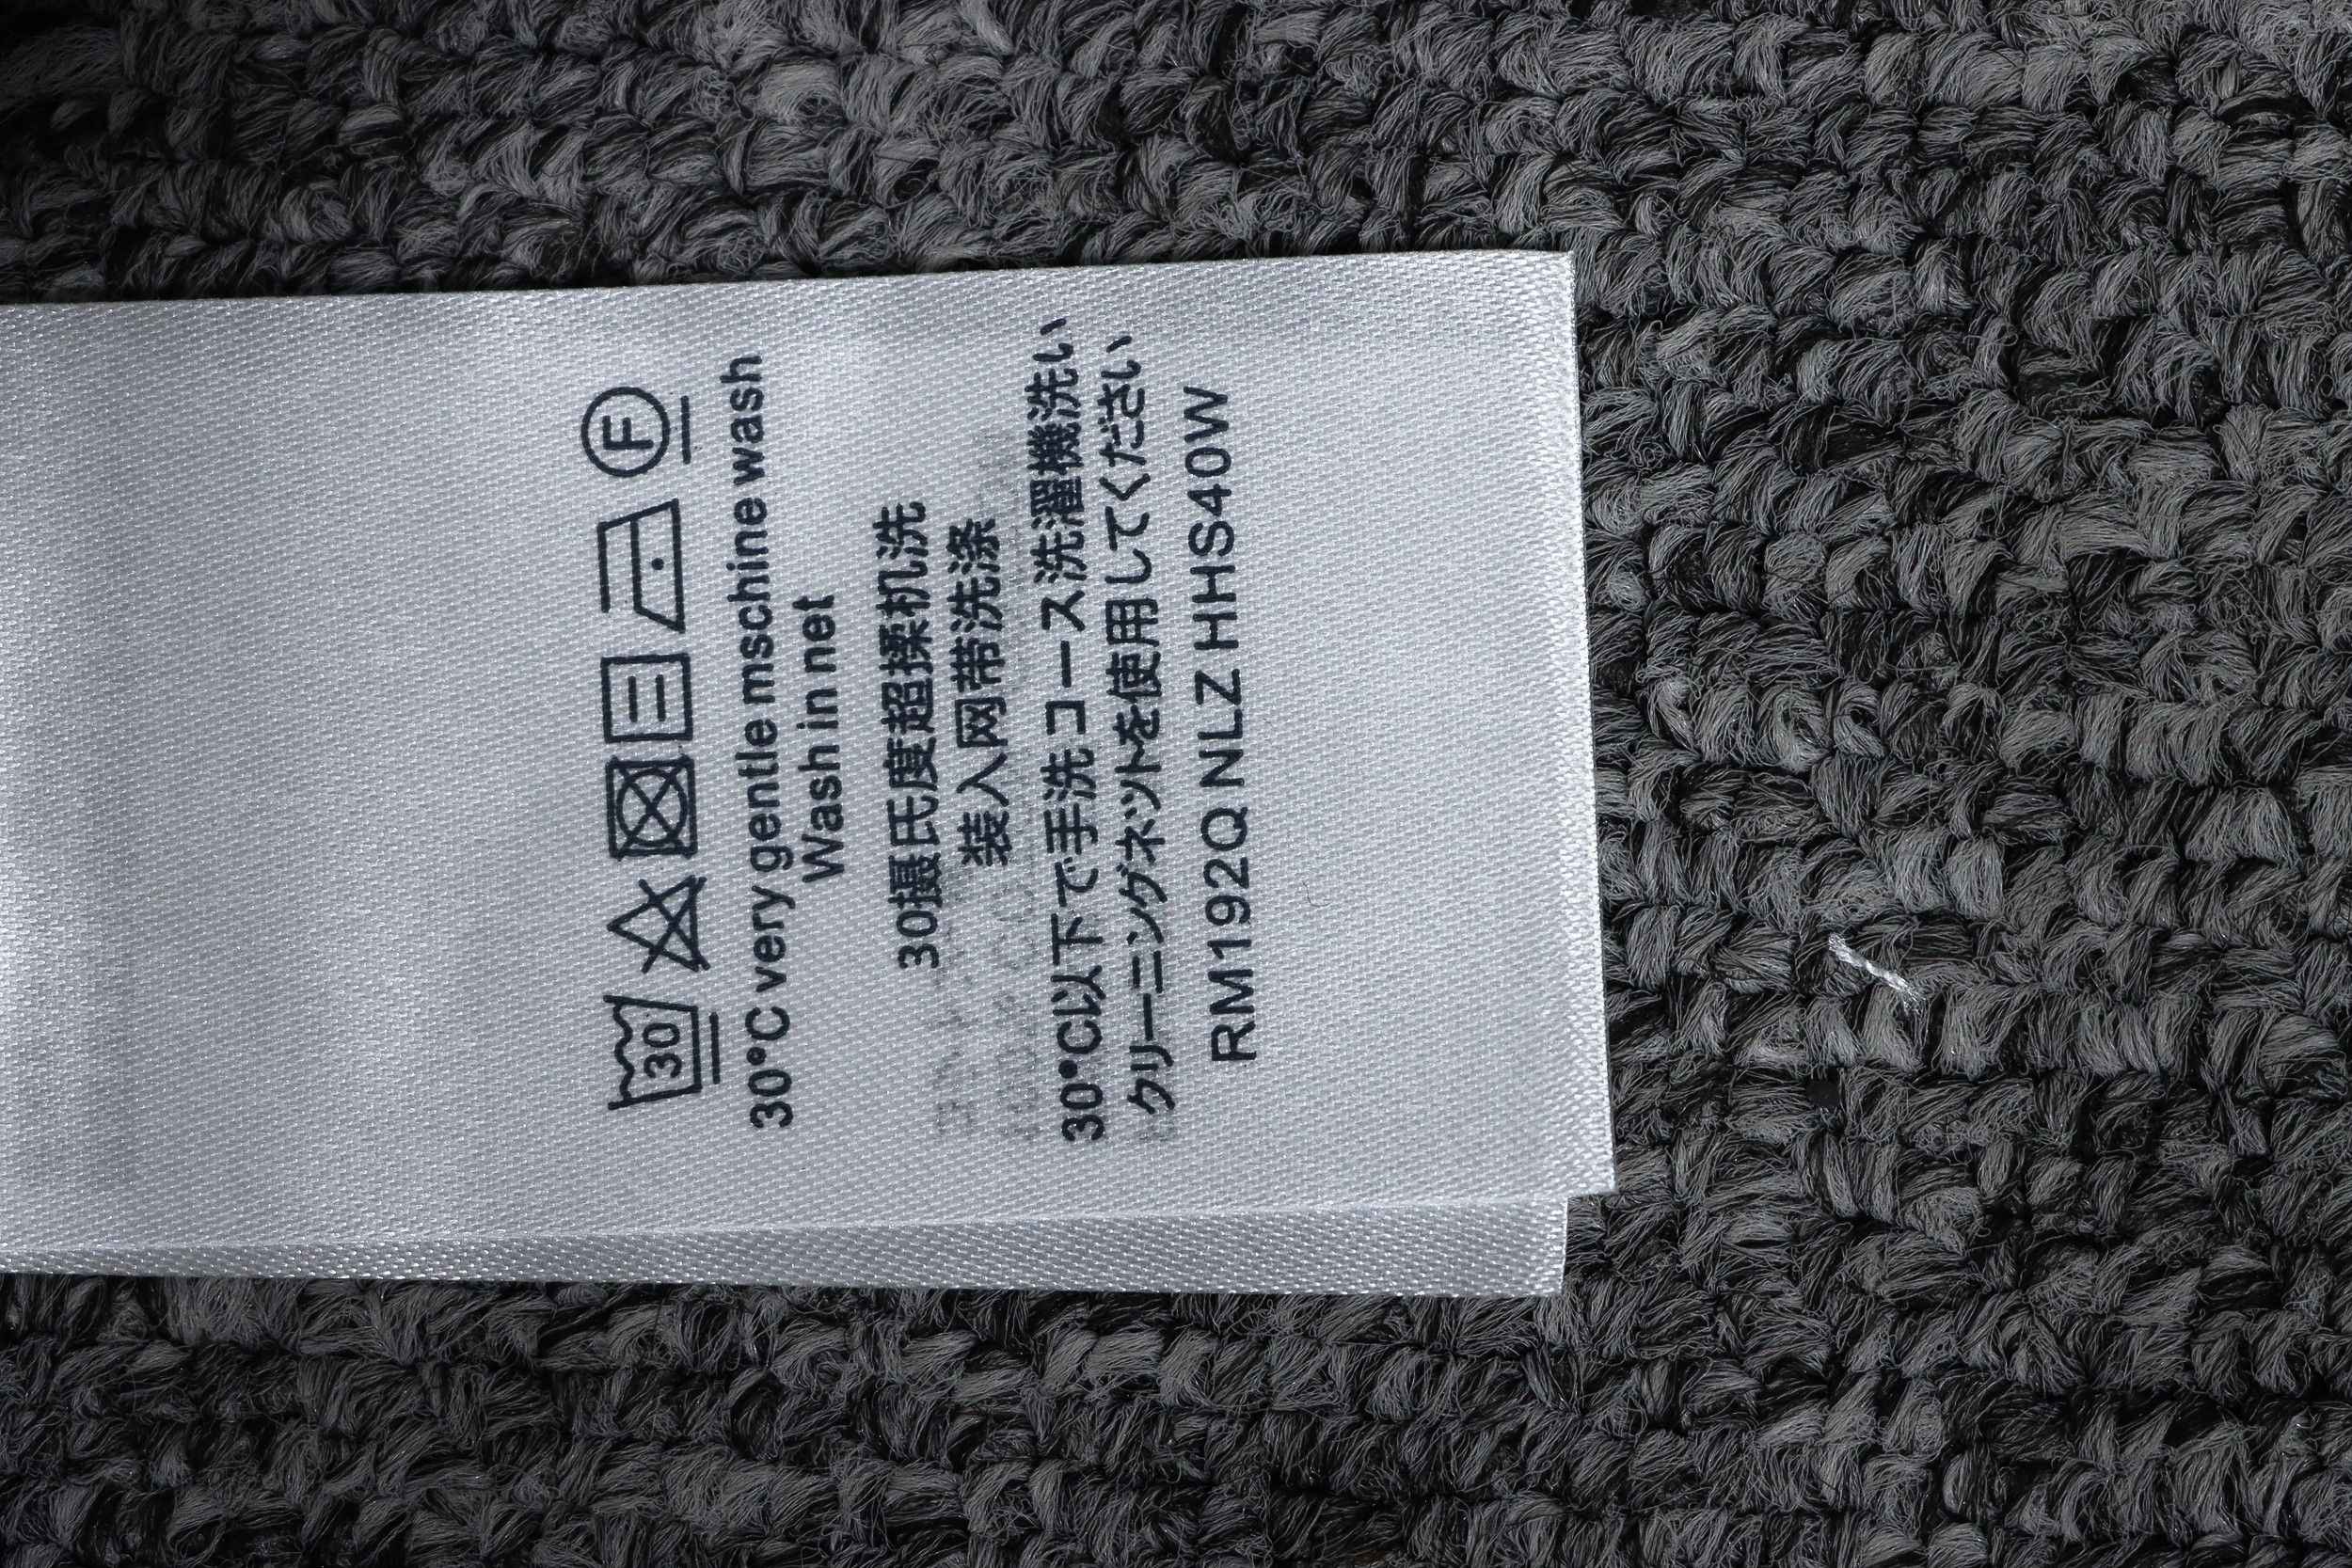 30 F
30°C very gentle mschine wash
Wash in net
30摄氏度超揉机洗
装入网带洗涤
30°C以下で手洗コース洗濯機洗い
クリーニングネットを使用してください
RM192Q NLZ HHS40W